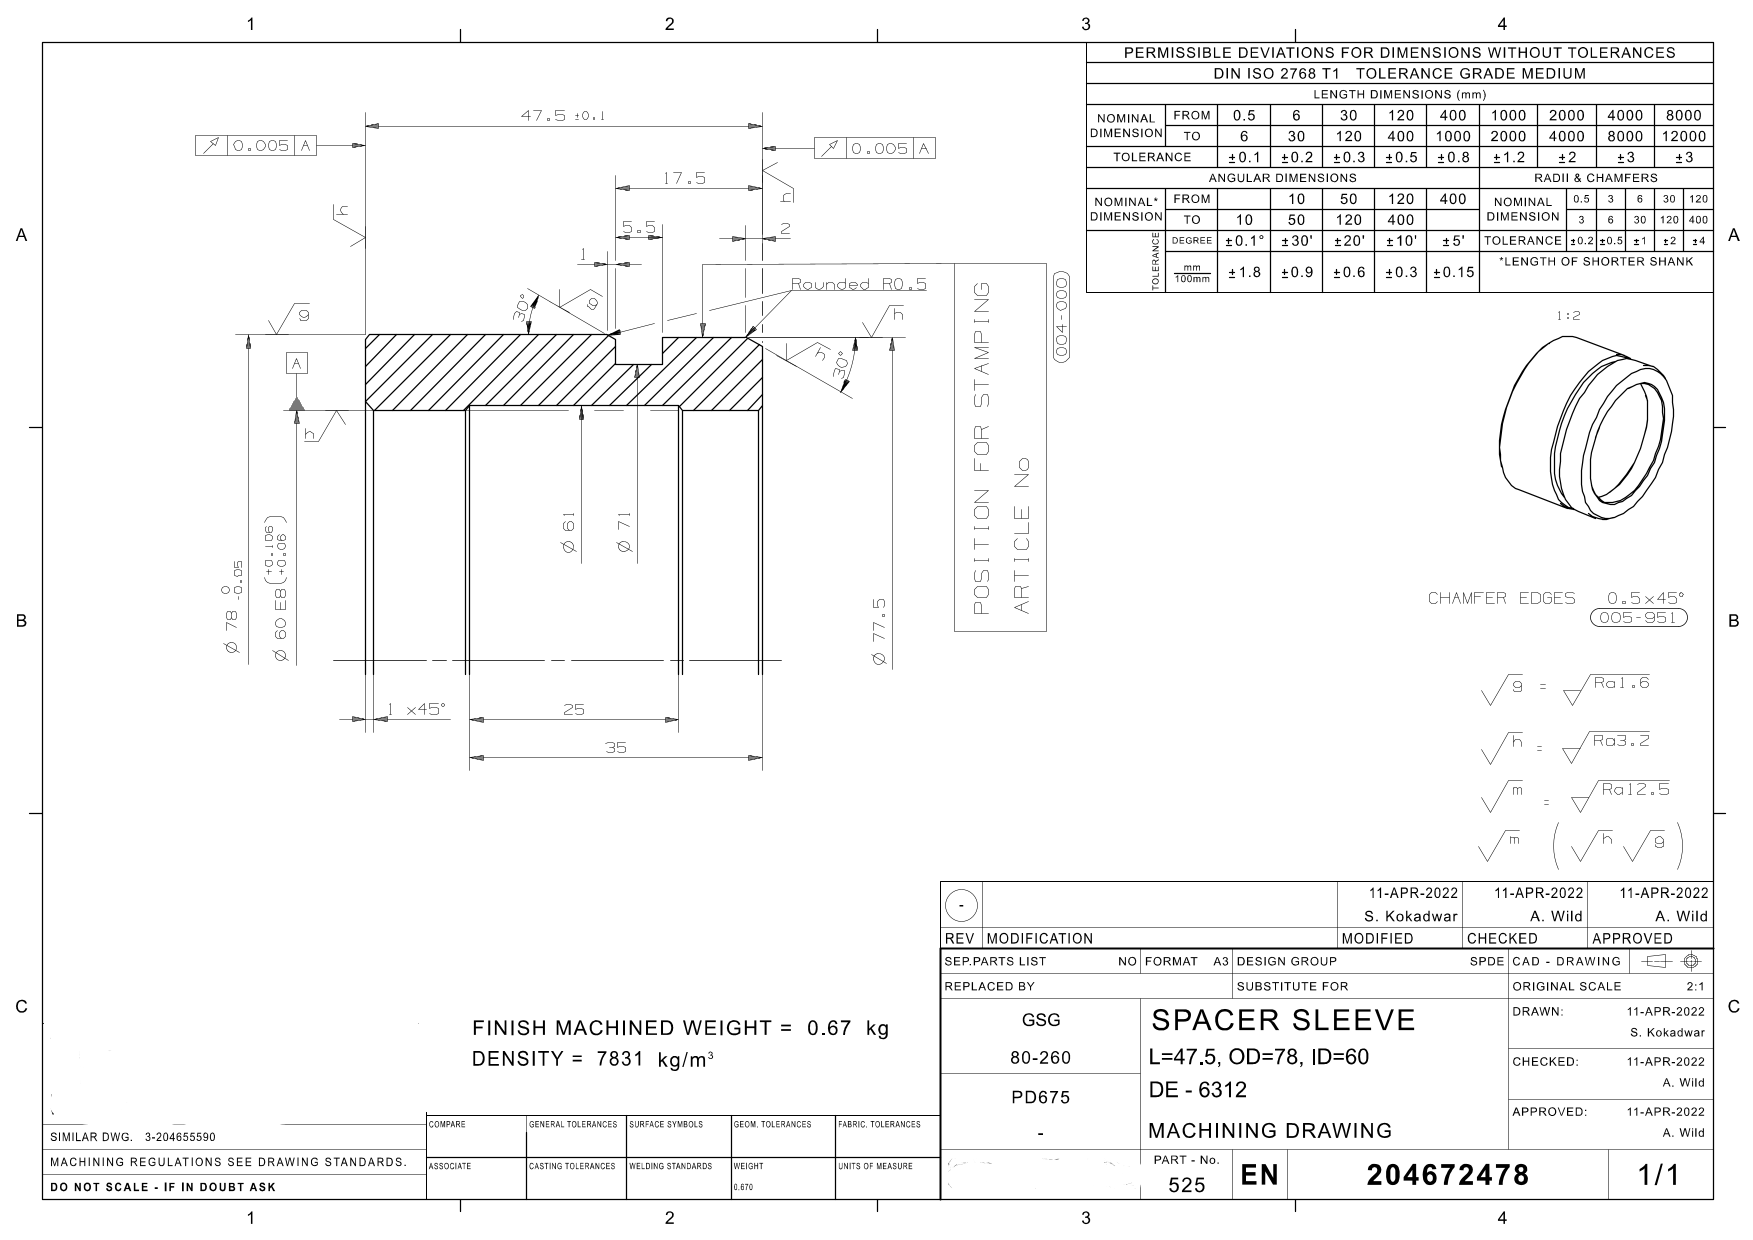 1 2 3 4
PERMISSIBLE DEVIATIONS FOR DIMENSIONS WITHOUT TOLERANCES
DIN ISO 2768 T1 TOLERANCE GRADE MEDIUM
LENGTH DIMENSIONS (mm)
NOMINAL DIMENSION
FROM 0.5 6 30 120 400 1000 2000 4000 8000
TO 6 30 120 400 1000 2000 4000 8000 12000
TOLERANCE ±0.1 ±0.2 ±0.3 ±0.5 ±0.8 ±1.2 ±2 ±3 ±3
ANGULAR DIMENSIONS
NOMINAL* DIMENSION
FROM 10 50 120 400
TO 10 50 120 400
TOLERANCE
DEGREE ±0.1° ±30' ±20' ±10' ±5'
mm
100mm
±1.8 ±0.9 ±0.6 ±0.3 ±0.15
RADII & CHAMFERS
NOMINAL DIMENSION
0.5 3 6 30 120
3 6 30 120 400
TOLERANCE ±0.2 ±0.5 ±1 ±2 ±4
*LENGTH OF SHORTER SHANK
47.5 ±0.1
0.005 A
0.005 A
17.5
h
h
A
A
5.5
2
1
Rounded R0.5
30°
g
g
h
h
30°
A
h
POSITION FOR STAMPING
ARTICLE No
004-000
1:2
Ø 61
Ø 71
Ø 78 0 -0.05
Ø 60 E8 (+0.106 +0.06)
Ø 77.5
B
B
CHAMFER EDGES 0.5x45°
005-951
1 x45°
25
35
g = Ra1.6
h = Ra3.2
m = Ra12.5
m ( h g )
-
11-APR-2022 11-APR-2022 11-APR-2022
S. Kokadwar A. Wild A. Wild
REV MODIFICATION MODIFIED CHECKED APPROVED
SEP.PARTS LIST NO FORMAT A3 DESIGN GROUP SPDE CAD - DRAWING
REPLACED BY SUBSTITUTE FOR ORIGINAL SCALE 2:1
C
C
GSG
80-260
PD675
-
SPACER SLEEVE
L=47.5, OD=78, ID=60
DE - 6312
MACHINING DRAWING
DRAWN: 11-APR-2022
S. Kokadwar
CHECKED: 11-APR-2022
A. Wild
APPROVED: 11-APR-2022
A. Wild
FINISH MACHINED WEIGHT = 0.67 kg
DENSITY = 7831 kg/m³
COMPARE GENERAL TOLERANCES SURFACE SYMBOLS GEOM. TOLERANCES FABRIC. TOLERANCES
SIMILAR DWG. 3-204655590
MACHINING REGULATIONS SEE DRAWING STANDARDS.
DO NOT SCALE - IF IN DOUBT ASK
ASSOCIATE CASTING TOLERANCES WELDING STANDARDS WEIGHT UNITS OF MEASURE
0.670
PART - No.
525
EN
204672478
1/1
1 2 3 4